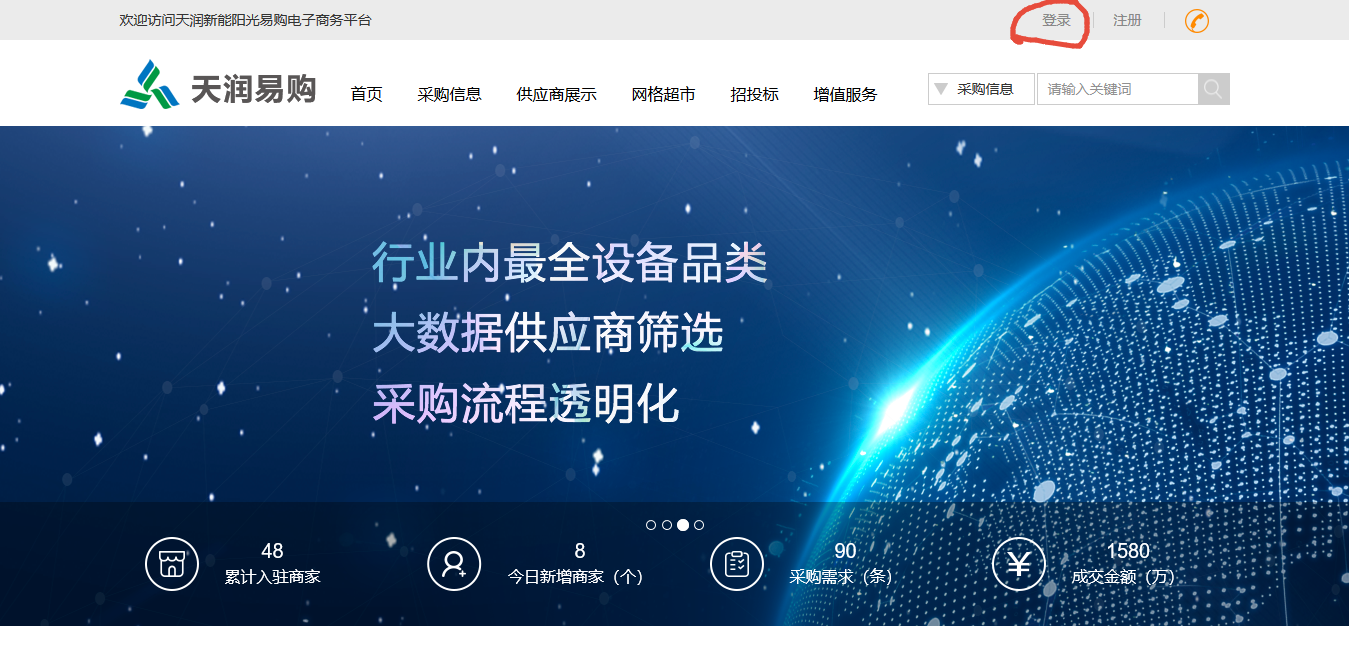 欢迎访问天润新能阳光易购电子商务平台
登录 注册
天润易购 首页 采购信息 供应商展示 网格超市 招投标 增值服务 采购信息 请输入关键词
行业内最全设备品类
大数据供应商筛选
采购流程透明化
48 8 90 1580
累计入驻商家 今日新增商家（个） 采购需求（条） 成交金额（万）